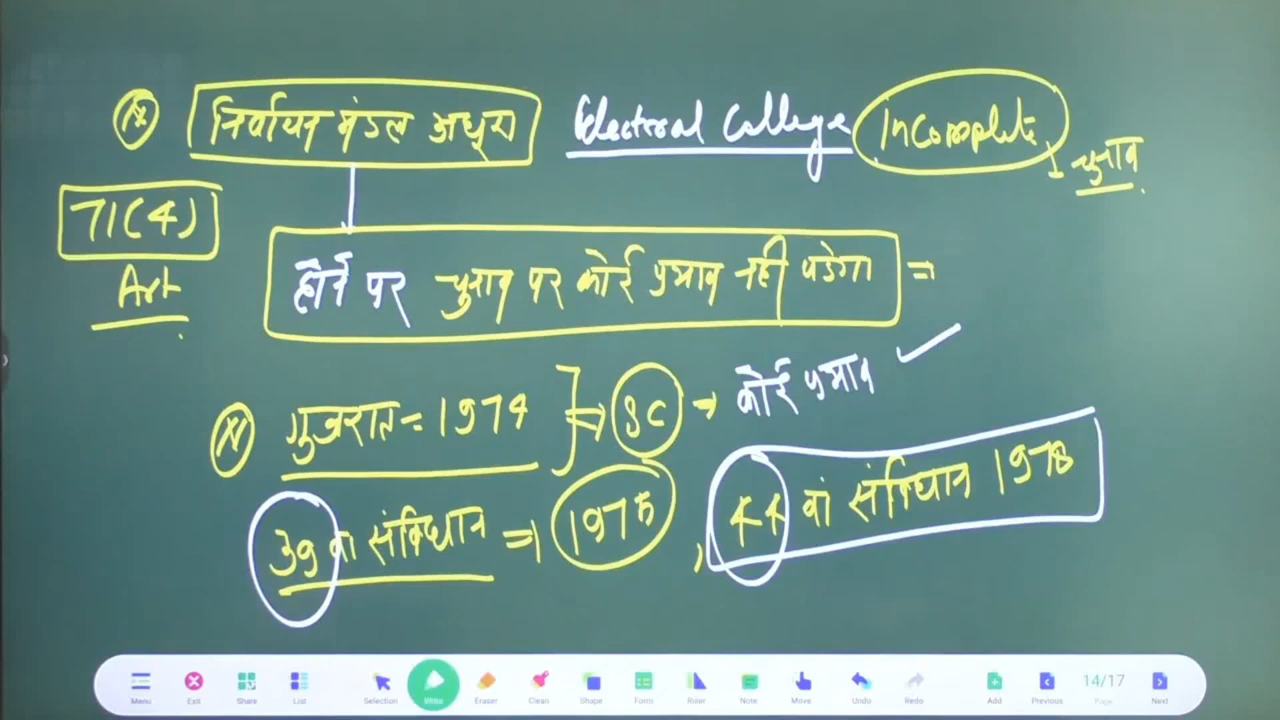 निर्वाचन मंडल अधूरा Electoral College Incomplete चुनाव
71(4)
Art
होने पर चुनाव पर कोई प्रभाव नहीं पडेगा =
गुजरात = 1974 SC कोई प्रभाव
39 वा संविधान = 1975, 44 वां संविधान 1978
Menu Exit Share List Selection Write Eraser Clean Shape Form Ruler Note Move Undo Redo Add Previous 14/17 Page Next